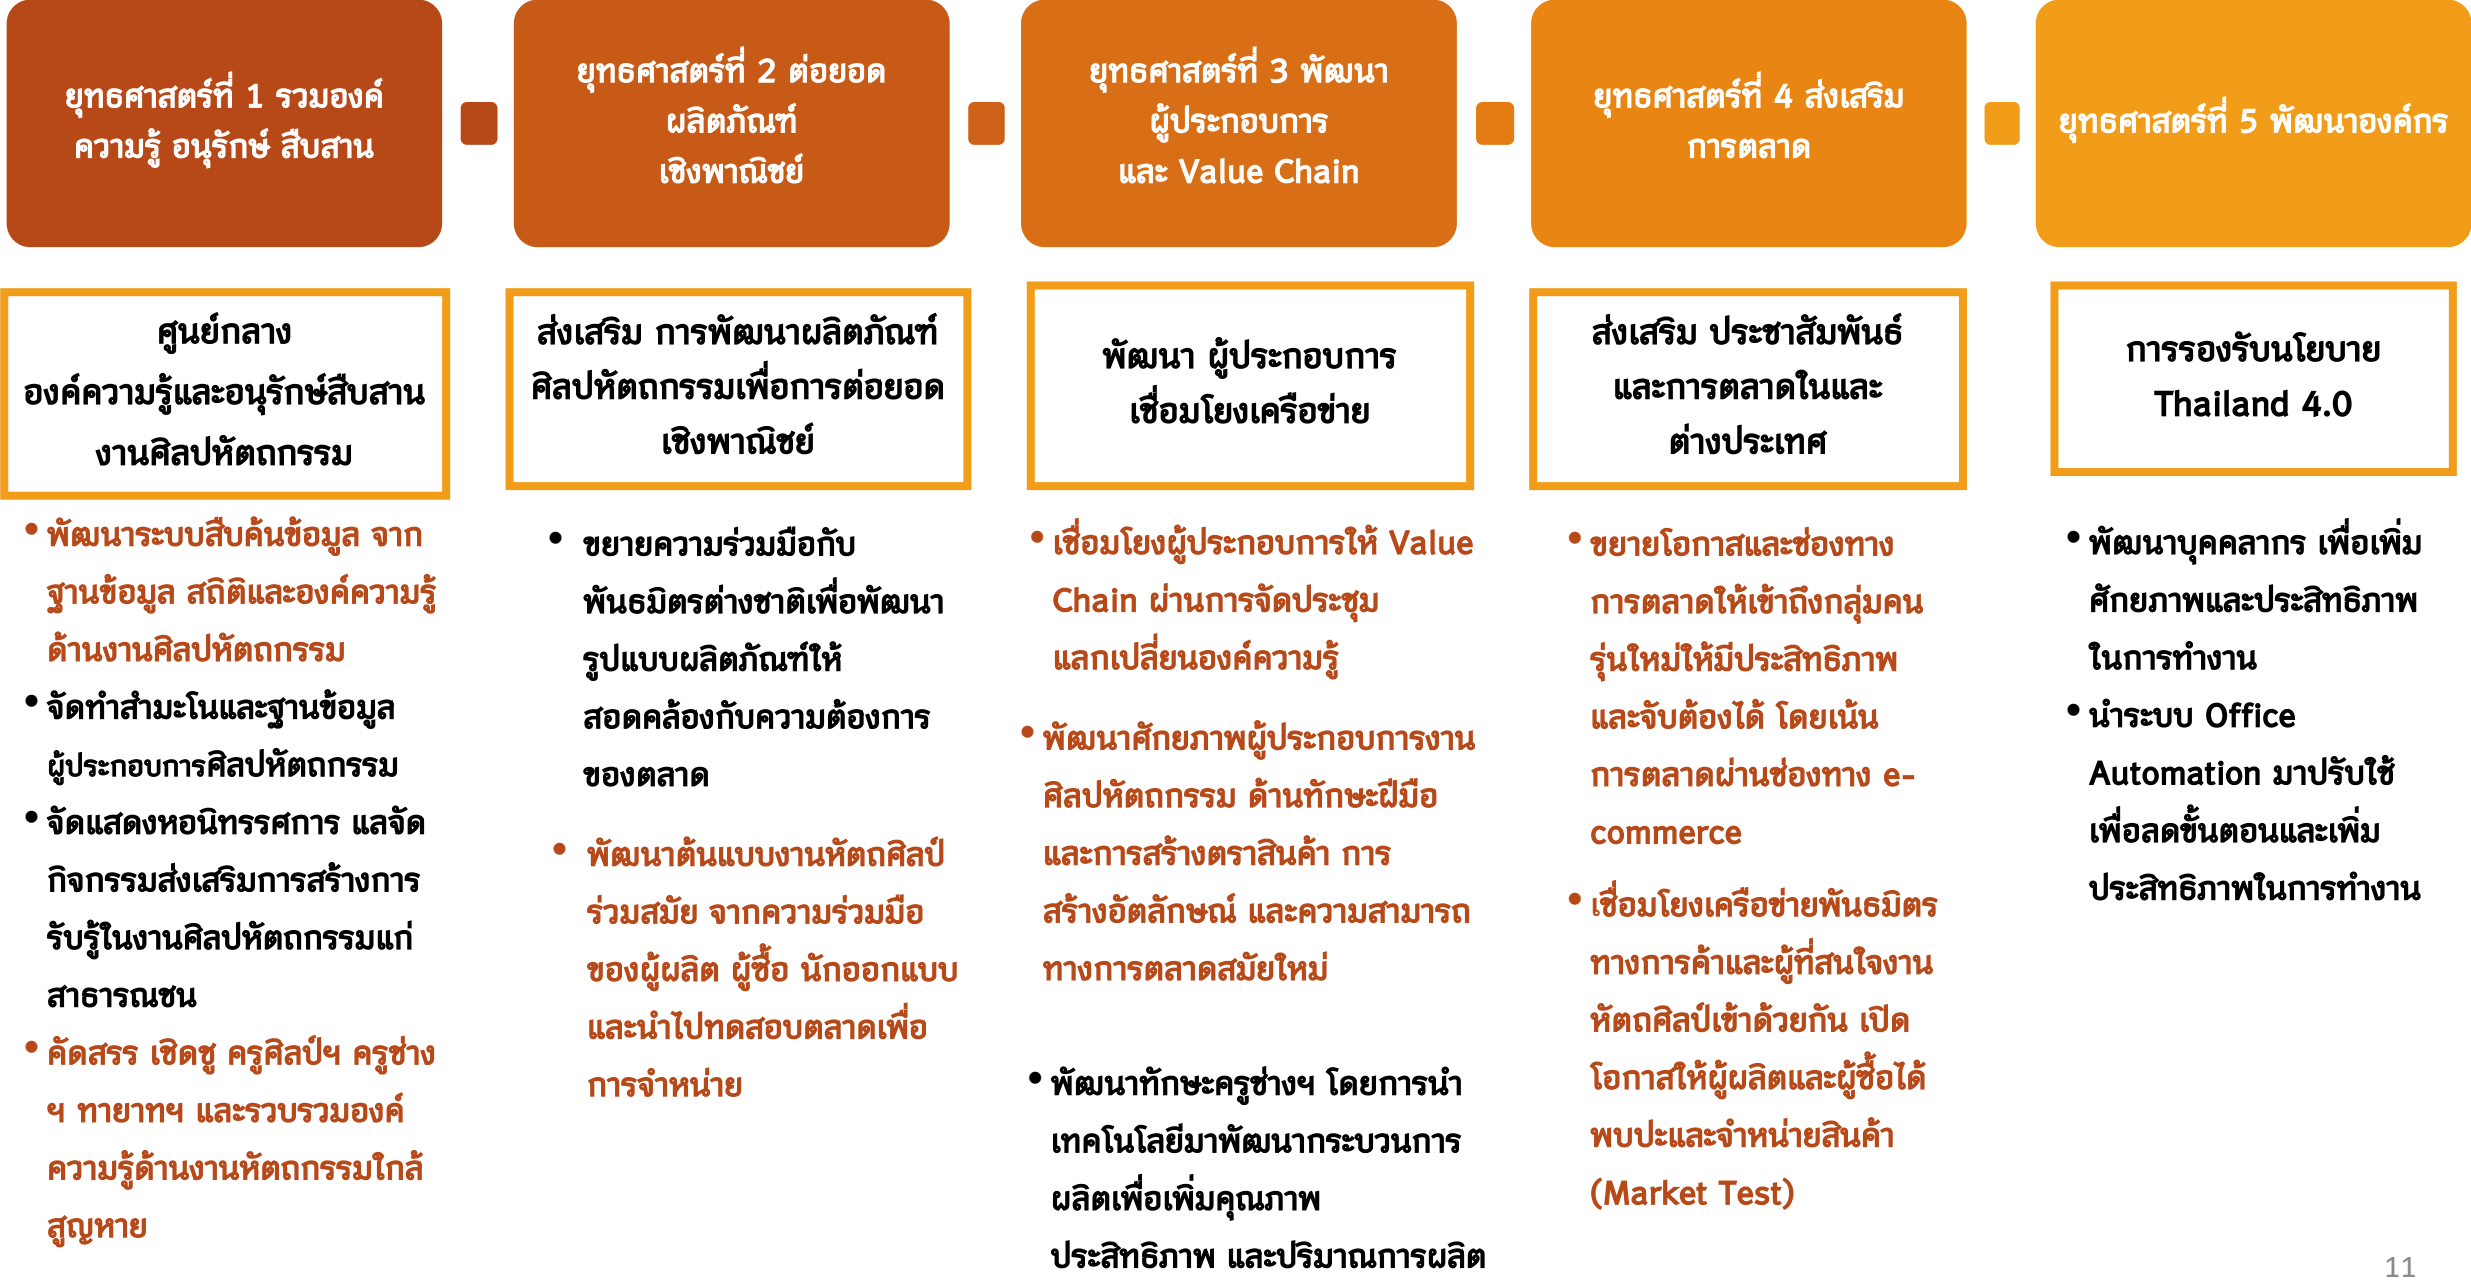 ยุทธศาสตร์ที่ 1 รวมองค์
ความรู้ อนุรักษ์ สืบสาน
ยุทธศาสตร์ที่ 2 ต่อยอด
ผลิตภัณฑ์
เชิงพาณิชย์
ยุทธศาสตร์ที่ 3 พัฒนา
ผู้ประกอบการ
และ Value Chain
ยุทธศาสตร์ที่ 4 ส่งเสริม
การตลาด
ยุทธศาสตร์ที่ 5 พัฒนาองค์กร
ศูนย์กลาง
องค์ความรู้และอนุรักษ์สืบสาน
งานศิลปหัตถกรรม
ส่งเสริม การพัฒนาผลิตภัณฑ์
ศิลปหัตถกรรมเพื่อการต่อยอด
เชิงพาณิชย์
พัฒนา ผู้ประกอบการ
เชื่อมโยงเครือข่าย
ส่งเสริม ประชาสัมพันธ์
และการตลาดในและ
ต่างประเทศ
การรองรับนโยบาย
Thailand 4.0
• พัฒนาระบบสืบค้นข้อมูล จาก
ฐานข้อมูล สถิติและองค์ความรู้
ด้านงานศิลปหัตถกรรม
• จัดทำสำมะโนและฐานข้อมูล
ผู้ประกอบการศิลปหัตถกรรม
• จัดแสดงหอนิทรรศการ แลจัด
กิจกรรมส่งเสริมการสร้างการ
รับรู้ในงานศิลปหัตถกรรมแก่
สาธารณชน
• คัดสรร เชิดชู ครูศิลป์ฯ ครูช่าง
ฯ ทายาทฯ และรวบรวมองค์
ความรู้ด้านงานหัตถกรรมใกล้
สูญหาย
• ขยายความร่วมมือกับ
พันธมิตรต่างชาติเพื่อพัฒนา
รูปแบบผลิตภัณฑ์ให้
สอดคล้องกับความต้องการ
ของตลาด
• พัฒนาต้นแบบงานหัตถศิลป์
ร่วมสมัย จากความร่วมมือ
ของผู้ผลิต ผู้ซื้อ นักออกแบบ
และนำไปทดสอบตลาดเพื่อ
การจำหน่าย
• เชื่อมโยงผู้ประกอบการให้ Value
Chain ผ่านการจัดประชุม
แลกเปลี่ยนองค์ความรู้
• พัฒนาศักยภาพผู้ประกอบการงาน
ศิลปหัตถกรรม ด้านทักษะฝีมือ
และการสร้างตราสินค้า การ
สร้างอัตลักษณ์ และความสามารถ
ทางการตลาดสมัยใหม่
• พัฒนาทักษะครูช่างฯ โดยการนำ
เทคโนโลยีมาพัฒนากระบวนการ
ผลิตเพื่อเพิ่มคุณภาพ
ประสิทธิภาพ และปริมาณการผลิต
• ขยายโอกาสและช่องทาง
การตลาดให้เข้าถึงกลุ่มคน
รุ่นใหม่ให้มีประสิทธิภาพ
และจับต้องได้ โดยเน้น
การตลาดผ่านช่องทาง e-
commerce
• เชื่อมโยงเครือข่ายพันธมิตร
ทางการค้าและผู้ที่สนใจงาน
หัตถศิลป์เข้าด้วยกัน เปิด
โอกาสให้ผู้ผลิตและผู้ซื้อได้
พบปะและจำหน่ายสินค้า
(Market Test)
• พัฒนาบุคคลากร เพื่อเพิ่ม
ศักยภาพและประสิทธิภาพ
ในการทำงาน
• นำระบบ Office
Automation มาปรับใช้
เพื่อลดขั้นตอนและเพิ่ม
ประสิทธิภาพในการทำงาน
11